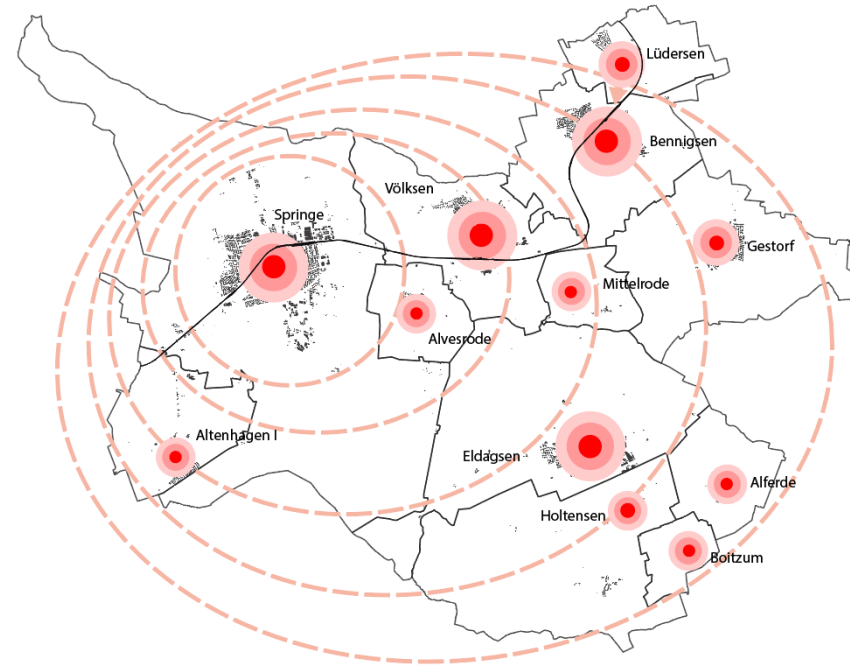 Lüdersen
Bennigsen
Völksen
Springe
Gestorf
Mittelrode
Alvesrode
Altenhagen I
Eldagsen
Alferde
Holtensen
Boitzum